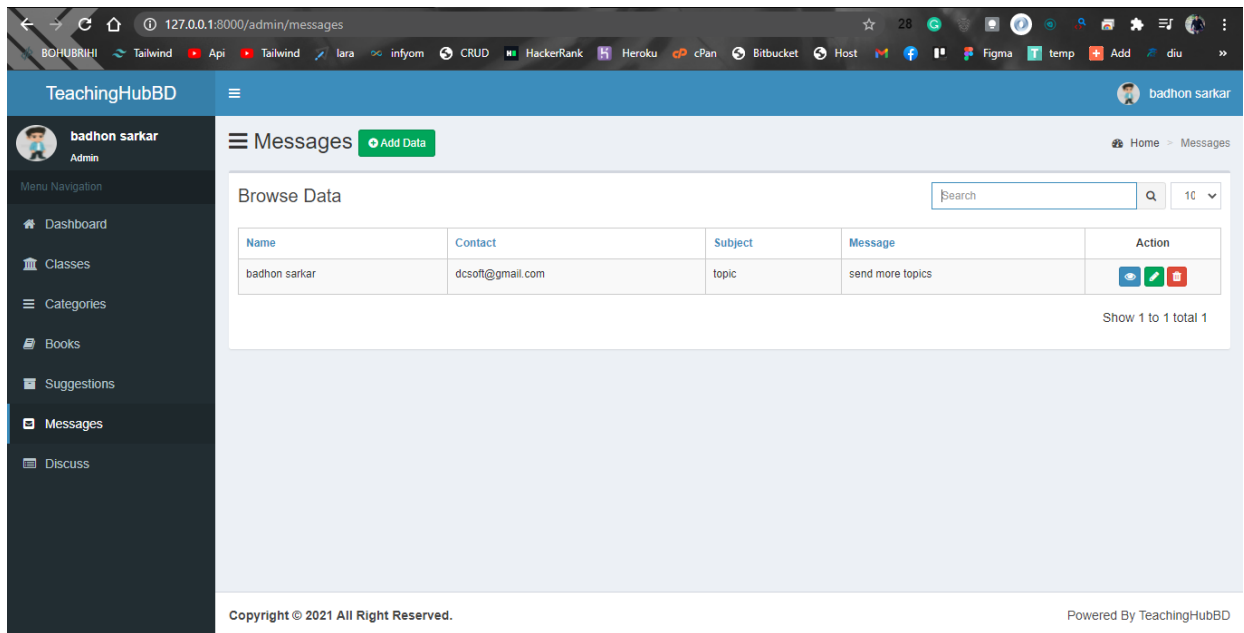 127.0.0.1:8000/admin/messages 28
BOHUBRIHI Tailwind Api Tailwind lara infyom CRUD HackerRank Heroku cPan Bitbucket Host Figma temp Add diu »
TeachingHubBD badhon sarkar
badhon sarkar
Admin
Messages Add Data Home > Messages
Menu Navigation
Browse Data Search 10
Dashboard
Name Contact Subject Message Action
Classes
badhon sarkar dcsoft@gmail.com topic send more topics
Categories
Show 1 to 1 total 1
Books
Suggestions
Messages
Discuss
Copyright © 2021 All Right Reserved. Powered By TeachingHubBD